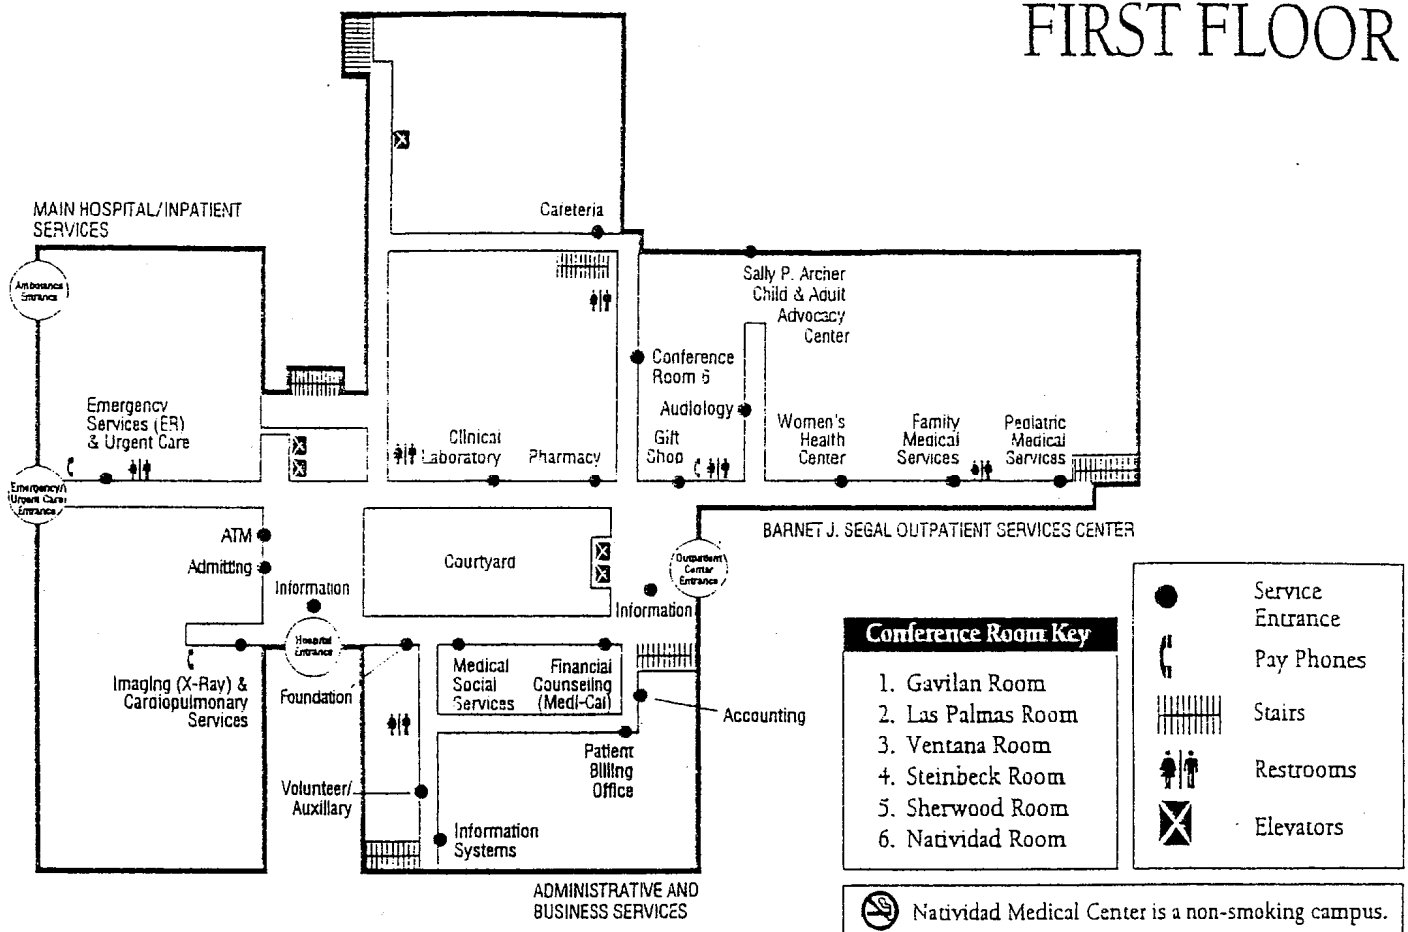 FIRST FLOOR
MAIN HOSPITAL/INPATIENT
SERVICES
Cafeteria
Ambulance
Entrance
Sally P. Archer
Child & Adult
Advocacy
Center
Conference
Room 6
Audiology
Emergency
Services (ER)
& Urgent Care
Clinical
Laboratory
Pharmacy
Gift
Shop
Women's
Health
Center
Family
Medical
Services
Pediatric
Medical
Services
Emergency/
Urgent Care
Entrance
ATM
Admitting
Information
Courtyard
Outpatient
Center
Entrance
Information
BARNET J. SEGAL OUTPATIENT SERVICES CENTER
Hospital
Entrance
Imaging (X-Ray) &
Cardiopulmonary
Services
Foundation
Medical
Social
Services
Financial
Counseling
(Medi-Cal)
Accounting
Patient
Billing
Office
Volunteer/
Auxillary
Information
Systems
ADMINISTRATIVE AND
BUSINESS SERVICES
Conference Room Key
1. Gavilan Room
2. Las Palmas Room
3. Ventana Room
4. Steinbeck Room
5. Sherwood Room
6. Natividad Room
Service
Entrance
Pay Phones
Stairs
Restrooms
Elevators
Natividad Medical Center is a non-smoking campus.